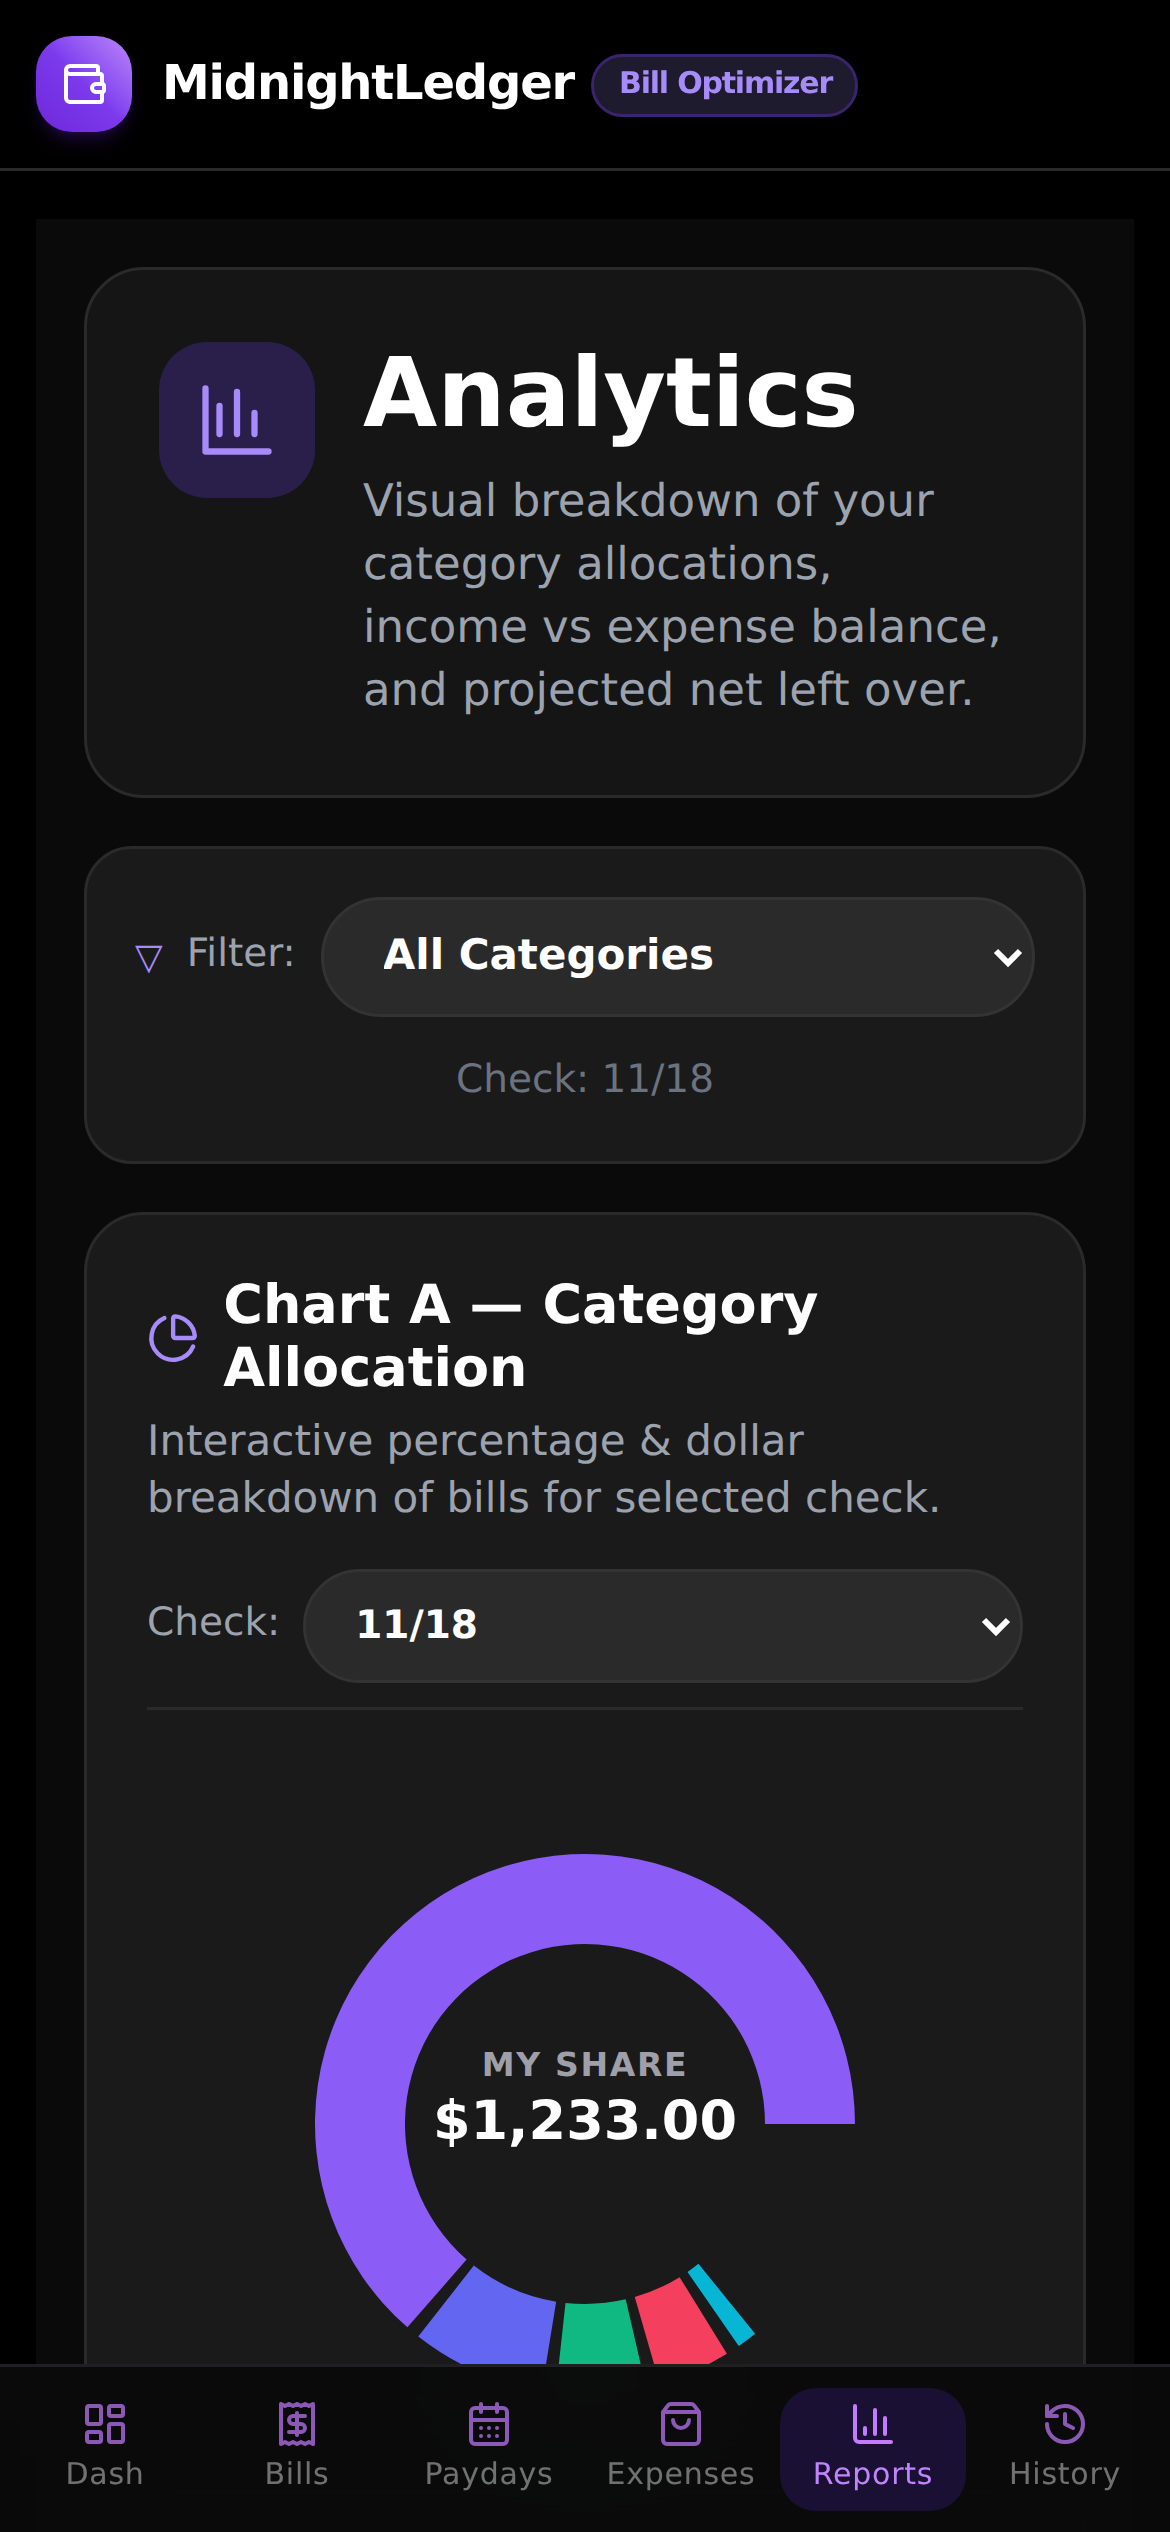 MidnightLedger
Bill Optimizer
Analytics
Visual breakdown of your
category allocations,
income vs expense balance,
and projected net left over.
Filter:
All Categories
Check: 11/18
Chart A — Category
Allocation
Interactive percentage & dollar
breakdown of bills for selected check.
Check:
11/18
MY SHARE
$1,233.00
Dash
Bills
Paydays
Expenses
Reports
History